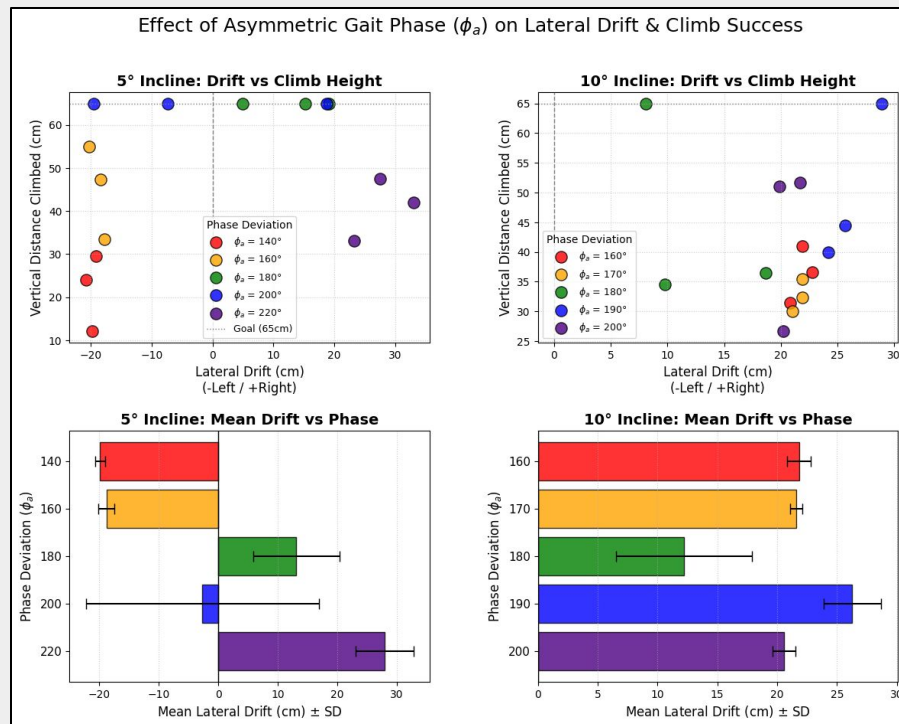 Effect of Asymmetric Gait Phase (ϕₐ) on Lateral Drift & Climb Success
5° Incline: Drift vs Climb Height
Vertical Distance Climbed (cm)
60
50
40
30
20
10
Phase Deviation
ϕₐ = 140°
ϕₐ = 160°
ϕₐ = 180°
ϕₐ = 200°
ϕₐ = 220°
Goal (65cm)
−20 −10 0 10 20 30
Lateral Drift (cm)
(-Left / +Right)
10° Incline: Drift vs Climb Height
Vertical Distance Climbed (cm)
65
60
55
50
45
40
35
30
25
Phase Deviation
ϕₐ = 160°
ϕₐ = 170°
ϕₐ = 180°
ϕₐ = 190°
ϕₐ = 200°
0 5 10 15 20 25 30
Lateral Drift (cm)
(-Left / +Right)
5° Incline: Mean Drift vs Phase
Phase Deviation (ϕₐ)
140
160
180
200
220
−20 −10 0 10 20 30
Mean Lateral Drift (cm) ± SD
10° Incline: Mean Drift vs Phase
Phase Deviation (ϕₐ)
160
170
180
190
200
0 5 10 15 20 25 30
Mean Lateral Drift (cm) ± SD